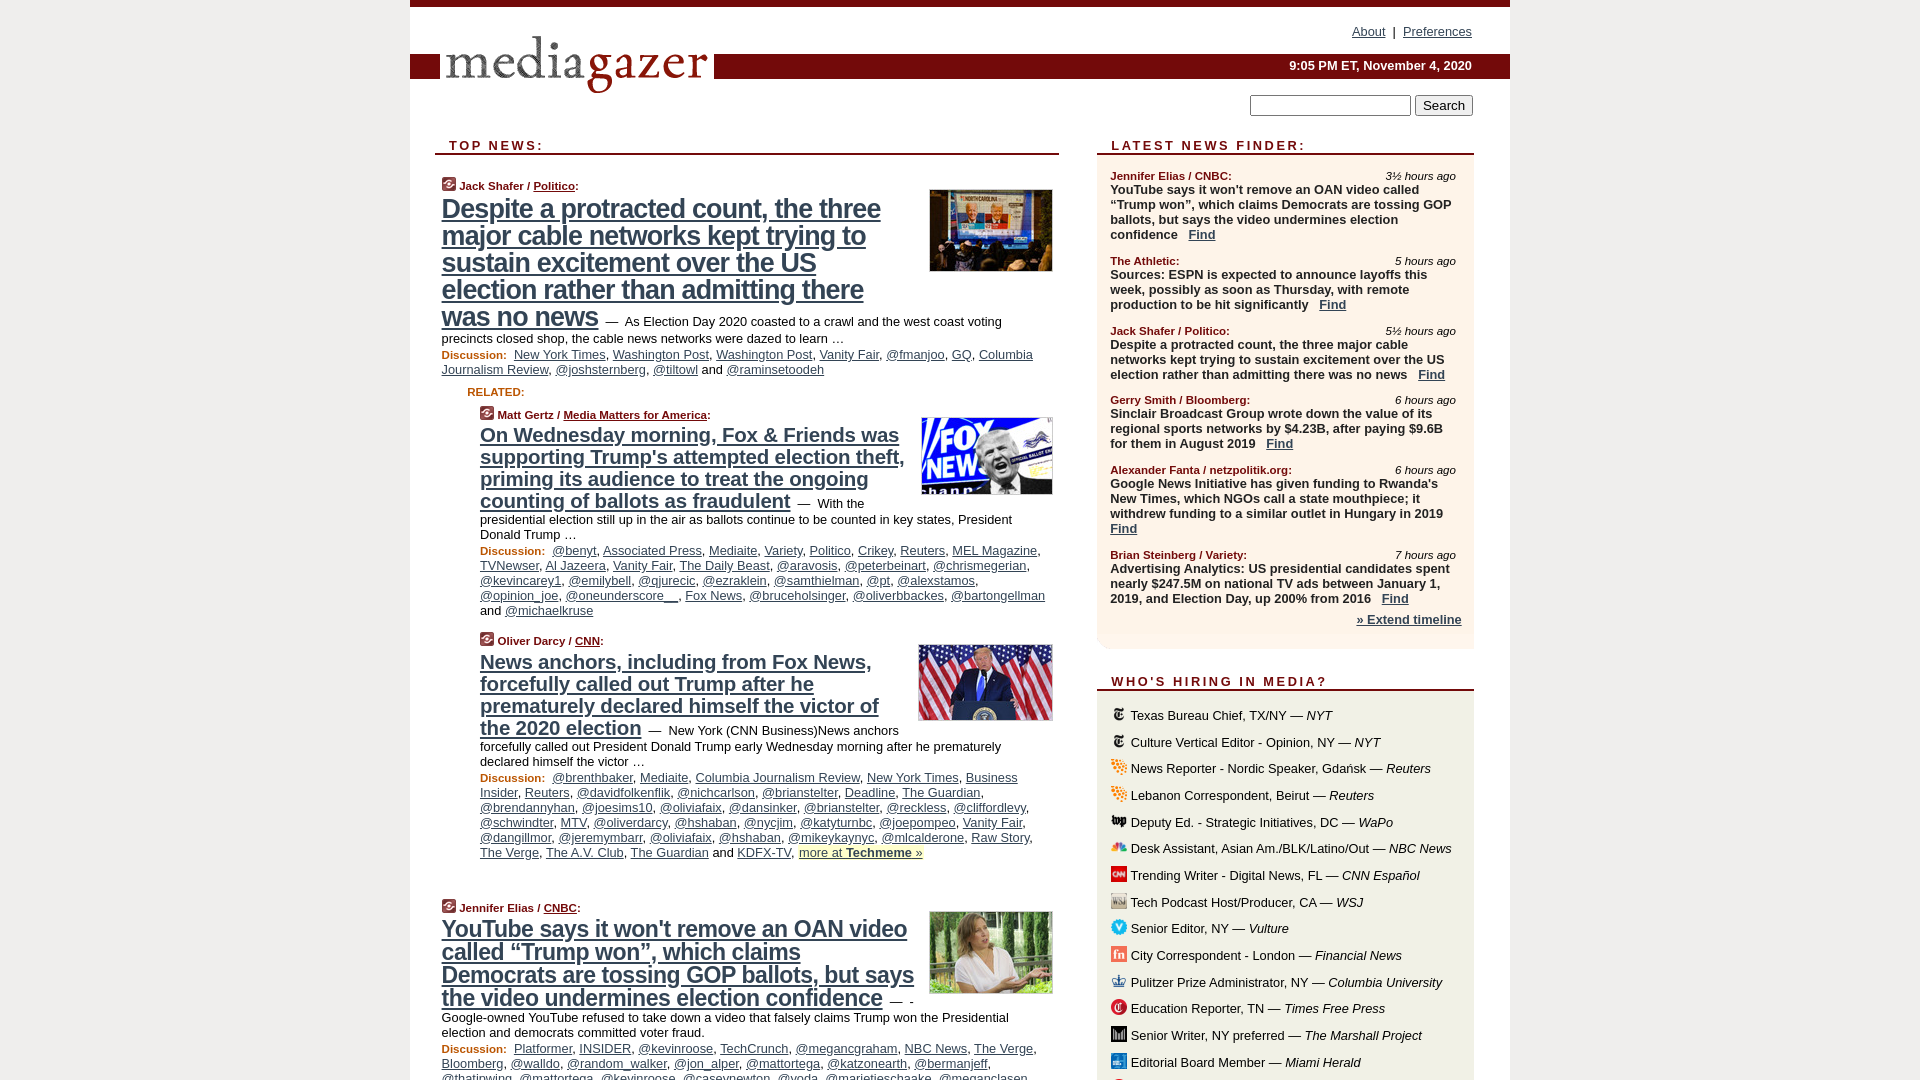 About | Preferences
mediagazer
9:05 PM ET, November 4, 2020
Search
TOP NEWS:
Jack Shafer / Politico:
Despite a protracted count, the three
major cable networks kept trying to
sustain excitement over the US
election rather than admitting there
was no news — As Election Day 2020 coasted to a crawl and the west coast voting
precincts closed shop, the cable news networks were dazed to learn …
Discussion: New York Times, Washington Post, Washington Post, Vanity Fair, @fmanjoo, GQ, Columbia
Journalism Review, @joshsternberg, @tiltowl and @raminsetoodeh
RELATED:
Matt Gertz / Media Matters for America:
On Wednesday morning, Fox & Friends was
supporting Trump's attempted election theft,
priming its audience to treat the ongoing
counting of ballots as fraudulent — With the
presidential election still up in the air as ballots continue to be counted in key states, President
Donald Trump …
Discussion: @benyt, Associated Press, Mediaite, Variety, Politico, Crikey, Reuters, MEL Magazine,
TVNewser, Al Jazeera, Vanity Fair, The Daily Beast, @aravosis, @peterbeinart, @chrismegerian,
@kevincarey1, @emilybell, @qjurecic, @ezraklein, @samthielman, @pt, @alexstamos,
@opinion_joe, @oneunderscore__, Fox News, @bruceholsinger, @oliverbbackes, @bartongellman
and @michaelkruse
Oliver Darcy / CNN:
News anchors, including from Fox News,
forcefully called out Trump after he
prematurely declared himself the victor of
the 2020 election — New York (CNN Business)News anchors
forcefully called out President Donald Trump early Wednesday morning after he prematurely
declared himself the victor …
Discussion: @brenthbaker, Mediaite, Columbia Journalism Review, New York Times, Business
Insider, Reuters, @davidfolkenflik, @nichcarlson, @brianstelter, Deadline, The Guardian,
@brendannyhan, @joesims10, @oliviafaix, @dansinker, @brianstelter, @reckless, @cliffordlevy,
@schwindter, MTV, @oliverdarcy, @hshaban, @nycjim, @katyturnbc, @joepompeo, Vanity Fair,
@dangillmor, @jeremymbarr, @oliviafaix, @hshaban, @mikeykaynyc, @mlcalderone, Raw Story,
The Verge, The A.V. Club, The Guardian and KDFX-TV, more at Techmeme »
Jennifer Elias / CNBC:
YouTube says it won't remove an OAN video
called “Trump won”, which claims
Democrats are tossing GOP ballots, but says
the video undermines election confidence — -
Google-owned YouTube refused to take down a video that falsely claims Trump won the Presidential
election and democrats committed voter fraud.
Discussion: Platformer, INSIDER, @kevinroose, TechCrunch, @megancgraham, NBC News, The Verge,
Bloomberg, @walldo, @random_walker, @jon_alper, @mattortega, @katzonearth, @bermanjeff,
@thatjpwing, @mattortega, @kevinroose, @caseynewton, @yoda, @marietjeschaake, @meganclasen,
LATEST NEWS FINDER:
Jennifer Elias / CNBC: 3½ hours ago
YouTube says it won't remove an OAN video called
“Trump won”, which claims Democrats are tossing GOP
ballots, but says the video undermines election
confidence Find
The Athletic: 5 hours ago
Sources: ESPN is expected to announce layoffs this
week, possibly as soon as Thursday, with remote
production to be hit significantly Find
Jack Shafer / Politico: 5½ hours ago
Despite a protracted count, the three major cable
networks kept trying to sustain excitement over the US
election rather than admitting there was no news Find
Gerry Smith / Bloomberg: 6 hours ago
Sinclair Broadcast Group wrote down the value of its
regional sports networks by $4.23B, after paying $9.6B
for them in August 2019 Find
Alexander Fanta / netzpolitik.org: 6 hours ago
Google News Initiative has given funding to Rwanda's
New Times, which NGOs call a state mouthpiece; it
withdrew funding to a similar outlet in Hungary in 2019
Find
Brian Steinberg / Variety: 7 hours ago
Advertising Analytics: US presidential candidates spent
nearly $247.5M on national TV ads between January 1,
2019, and Election Day, up 200% from 2016 Find
» Extend timeline
WHO'S HIRING IN MEDIA?
Texas Bureau Chief, TX/NY — NYT
Culture Vertical Editor - Opinion, NY — NYT
News Reporter - Nordic Speaker, Gdańsk — Reuters
Lebanon Correspondent, Beirut — Reuters
Deputy Ed. - Strategic Initiatives, DC — WaPo
Desk Assistant, Asian Am./BLK/Latino/Out — NBC News
Trending Writer - Digital News, FL — CNN Español
Tech Podcast Host/Producer, CA — WSJ
Senior Editor, NY — Vulture
City Correspondent - London — Financial News
Pulitzer Prize Administrator, NY — Columbia University
Education Reporter, TN — Times Free Press
Senior Writer, NY preferred — The Marshall Project
Editorial Board Member — Miami Herald